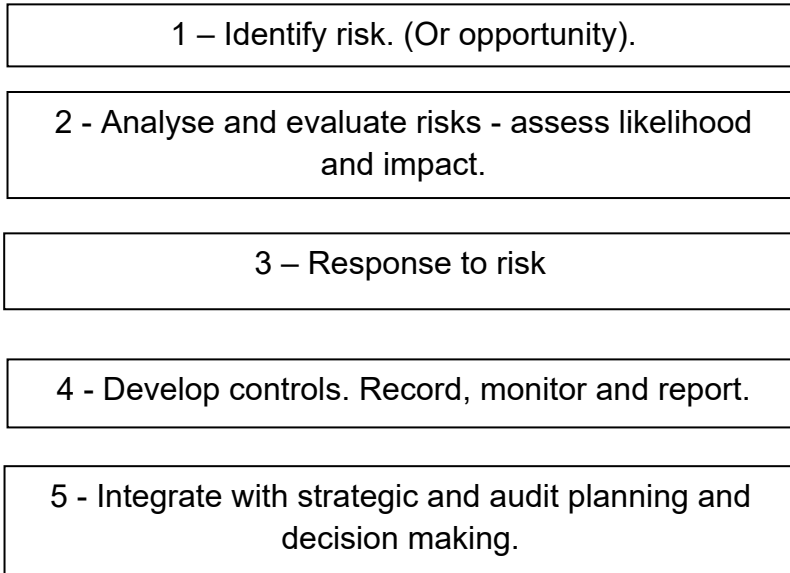 1 – Identify risk. (Or opportunity).
2 - Analyse and evaluate risks - assess likelihood
and impact.
3 – Response to risk
4 - Develop controls. Record, monitor and report.
5 - Integrate with strategic and audit planning and
decision making.